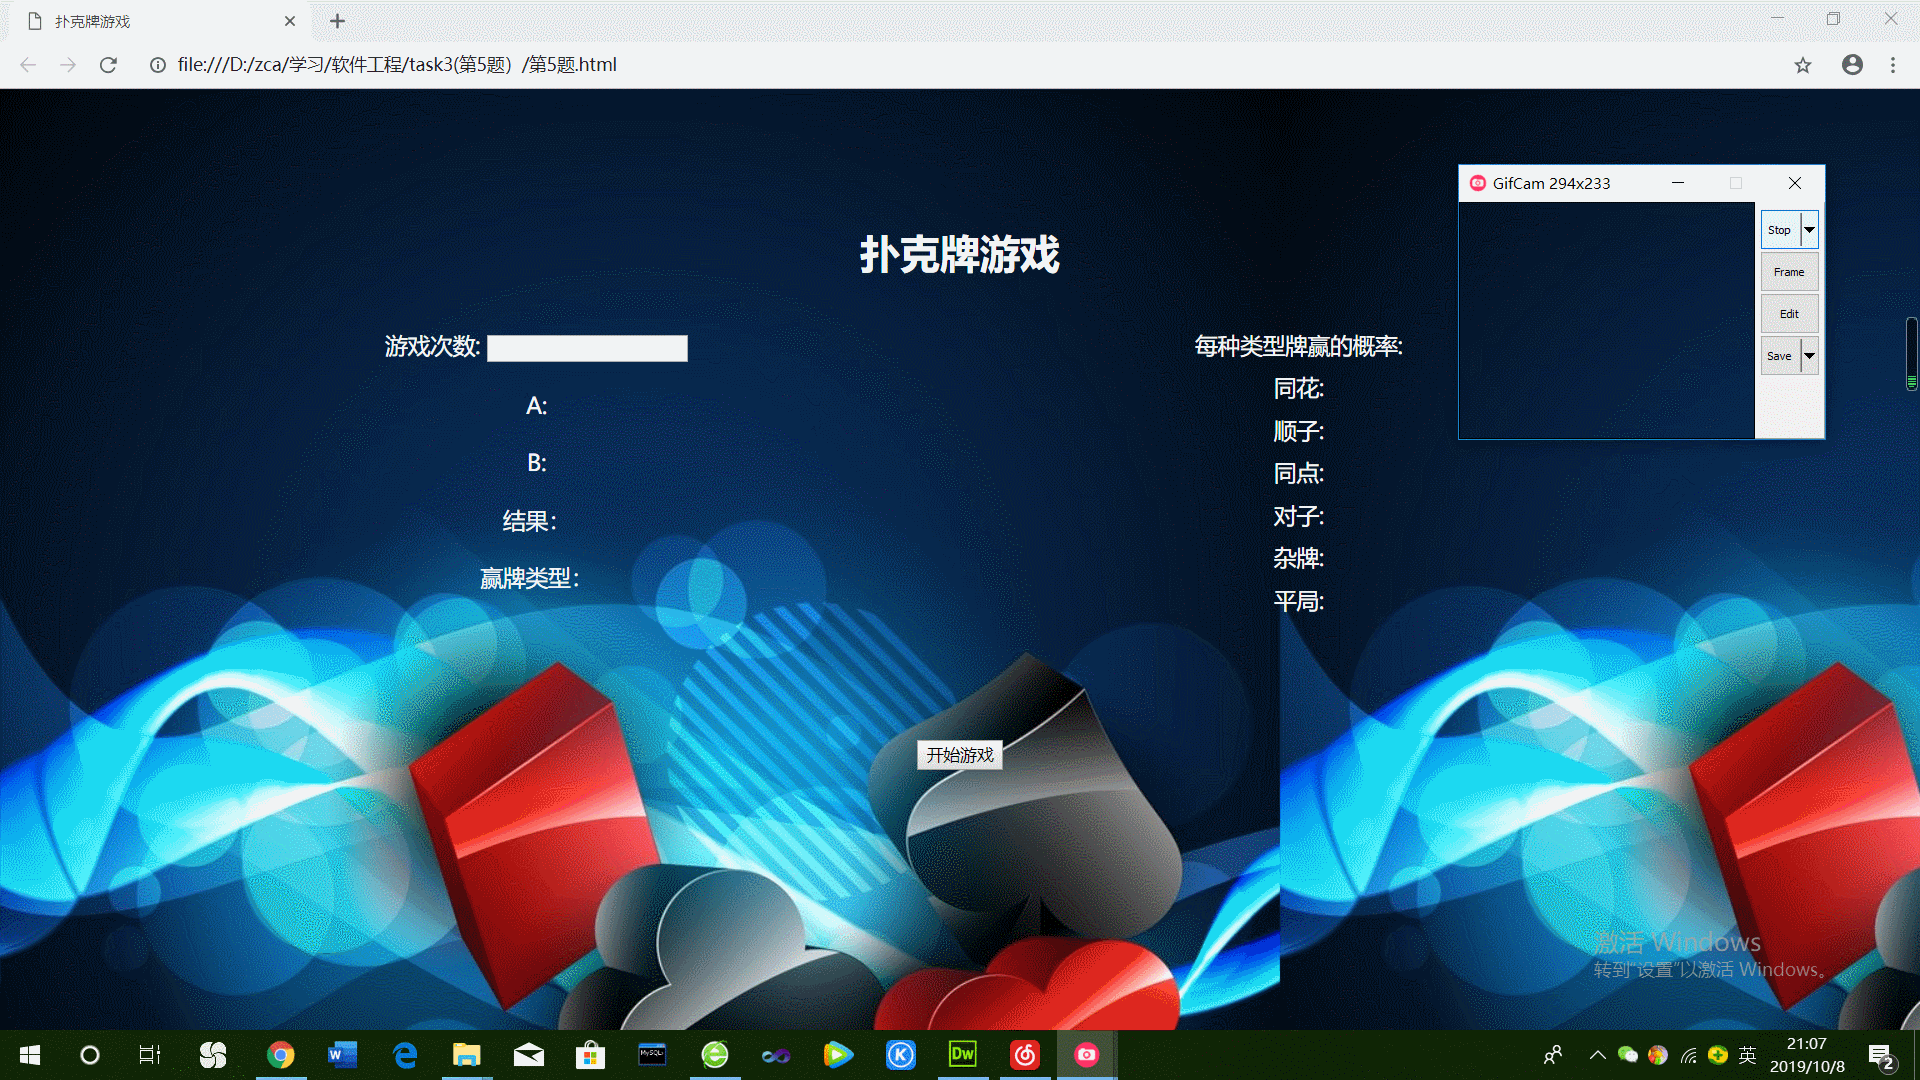 扑克牌游戏
file:///D:/zca/学习/软件工程/task3(第5题）/第5题.html
GifCam 294x233
Stop
Frame
Edit
Save
扑克牌游戏
游戏次数:
A:
B:
结果：
赢牌类型：
每种类型牌赢的概率:
同花:
顺子:
同点:
对子:
杂牌:
平局:
开始游戏
激活 Windows
转到“设置”以激活 Windows。
W
MySQL
K
Dw
英
21:07
2019/10/8
2